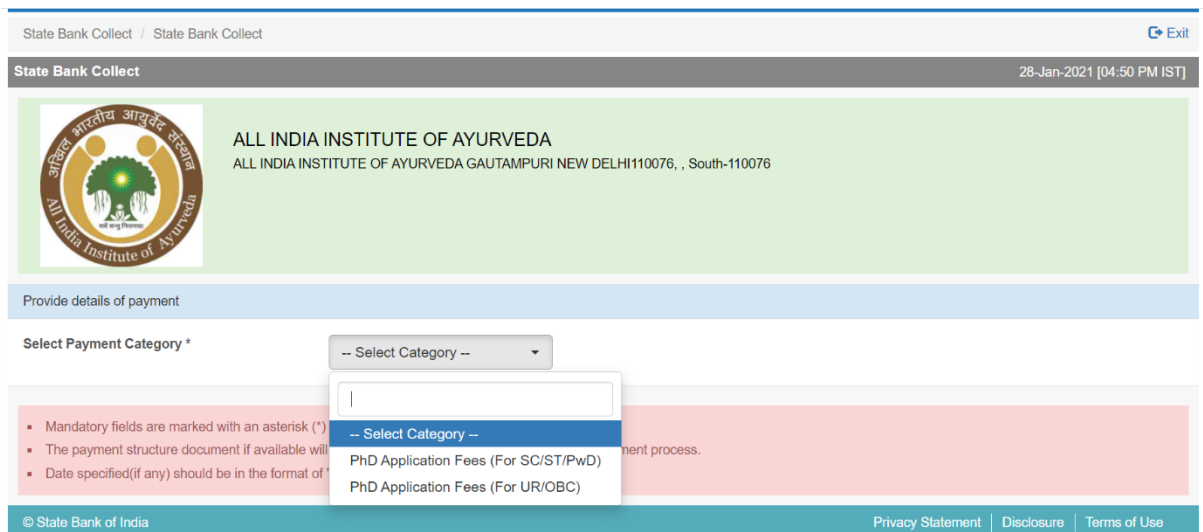 State Bank Collect / State Bank Collect
Exit
State Bank Collect
28-Jan-2021 [04:50 PM IST]
अखिल भारतीय आयुर्वेद संस्थान
All India Institute of Ayurveda
ALL INDIA INSTITUTE OF AYURVEDA
ALL INDIA INSTITUTE OF AYURVEDA GAUTAMPURI NEW DELHI110076, , South-110076
Provide details of payment
Select Payment Category *
-- Select Category --
-- Select Category --
PhD Application Fees (For SC/ST/PwD)
PhD Application Fees (For UR/OBC)
Mandatory fields are marked with an asterisk (*)
The payment structure document if available will
ment process.
Date specified(if any) should be in the format of '
© State Bank of India
Privacy Statement
Disclosure
Terms of Use